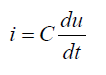 i = C du/dt